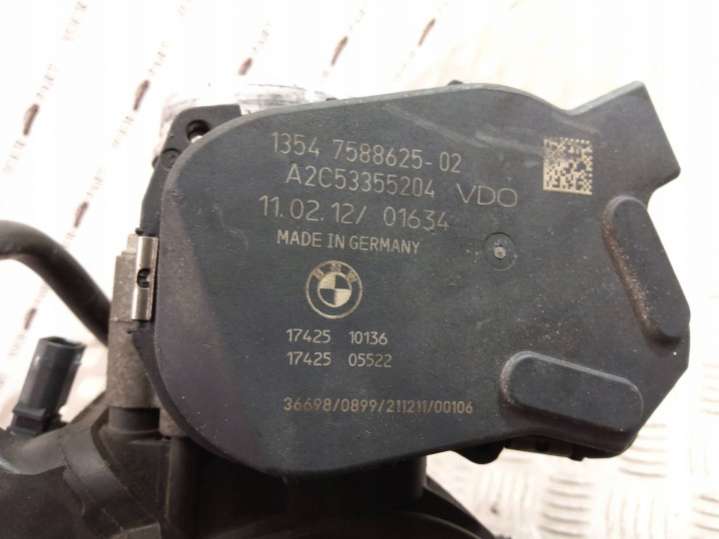 1354 7588625-02
A2C53355204 VDO
11.02.12/ 01634
MADE IN GERMANY
BMW
17425 10136
17425 05522
36698/0899/211211/00106